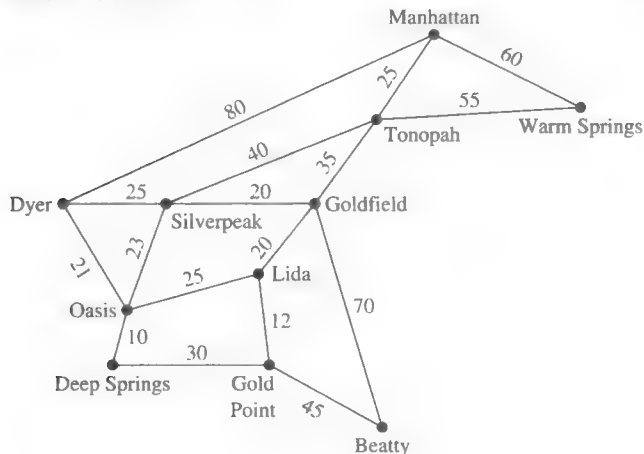 Manhattan
60
25
80
55
Warm Springs
Tonopah
40
35
25
20
Dyer
Silverpeak
Goldfield
23
20
21
25
Lida
Oasis
70
12
10
30
Deep Springs
Gold
Point
45
Beatty